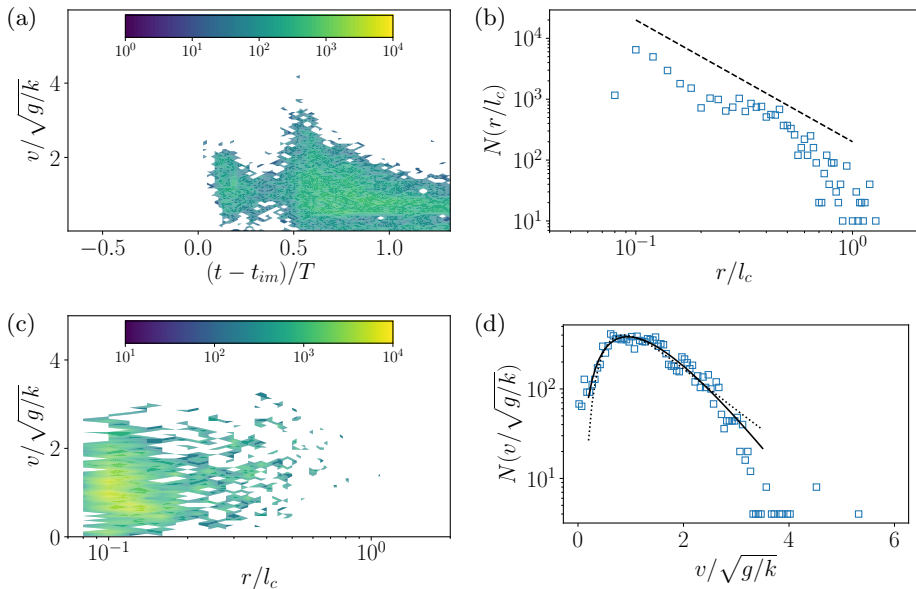 (a)
10^0 10^1 10^2 10^3 10^4
v/√g/k
4
2
−0.5 0.0 0.5 1.0
(t − t_{im})/T
(b)
N(r/l_c)
10^4
10^3
10^2
10^1
10^{−1} 10^0
r/l_c
(c)
10^1 10^2 10^3 10^4
v/√g/k
4
2
0
10^{−1} 10^0
r/l_c
(d)
N(v/√g/k)
10^2
10^1
0 2 4 6
v/√g/k